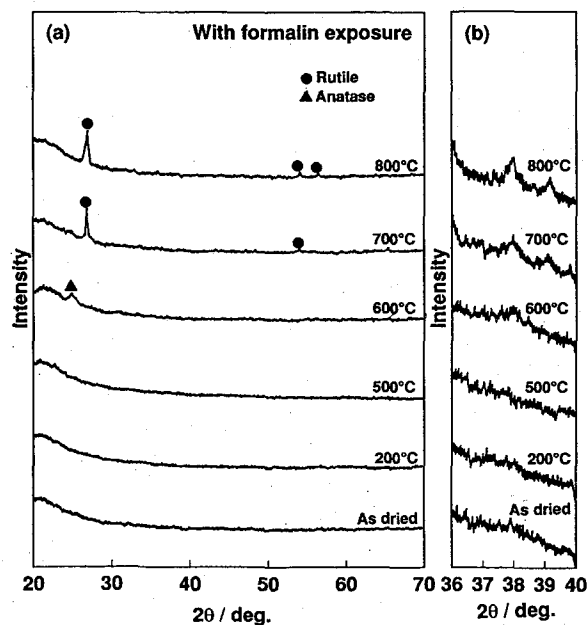 (a) With formalin exposure
● Rutile
▲ Anatase
800°C
700°C
600°C
500°C
200°C
As dried
Intensity
20 30 40 50 60 70
2θ / deg.
(b)
800°C
700°C
600°C
500°C
200°C
As dried
Intensity
36 37 38 39 40
2θ / deg.